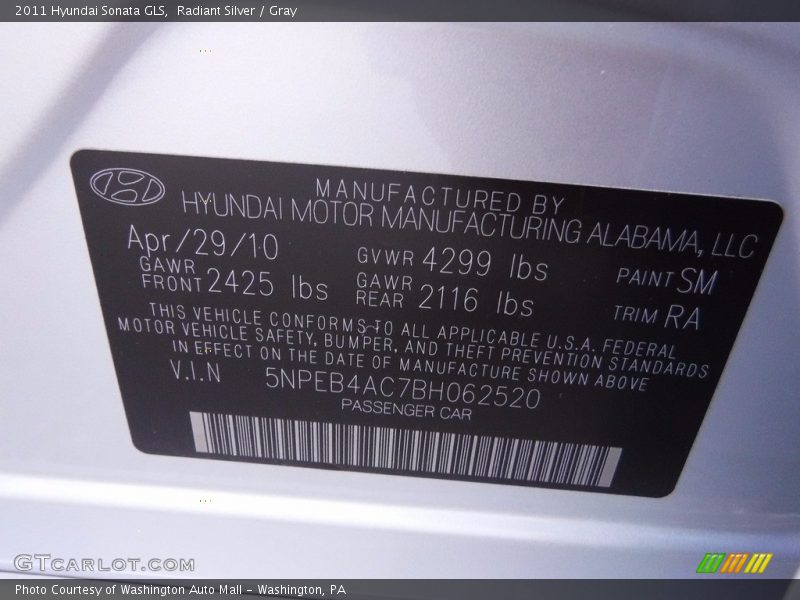 2011 Hyundai Sonata GLS, Radiant Silver / Gray
MANUFACTURED BY
HYUNDAI MOTOR MANUFACTURING ALABAMA, LLC
Apr/29/10 GVWR 4299 lbs PAINT SM
GAWR FRONT 2425 lbs GAWR REAR 2116 lbs TRIM RA
THIS VEHICLE CONFORMS TO ALL APPLICABLE U.S.A. FEDERAL
MOTOR VEHICLE SAFETY, BUMPER, AND THEFT PREVENTION STANDARDS
IN EFFECT ON THE DATE OF MANUFACTURE SHOWN ABOVE
V.I.N 5NPEB4AC7BH062520
PASSENGER CAR
GTCARLOT.COM
Photo Courtesy of Washington Auto Mall – Washington, PA